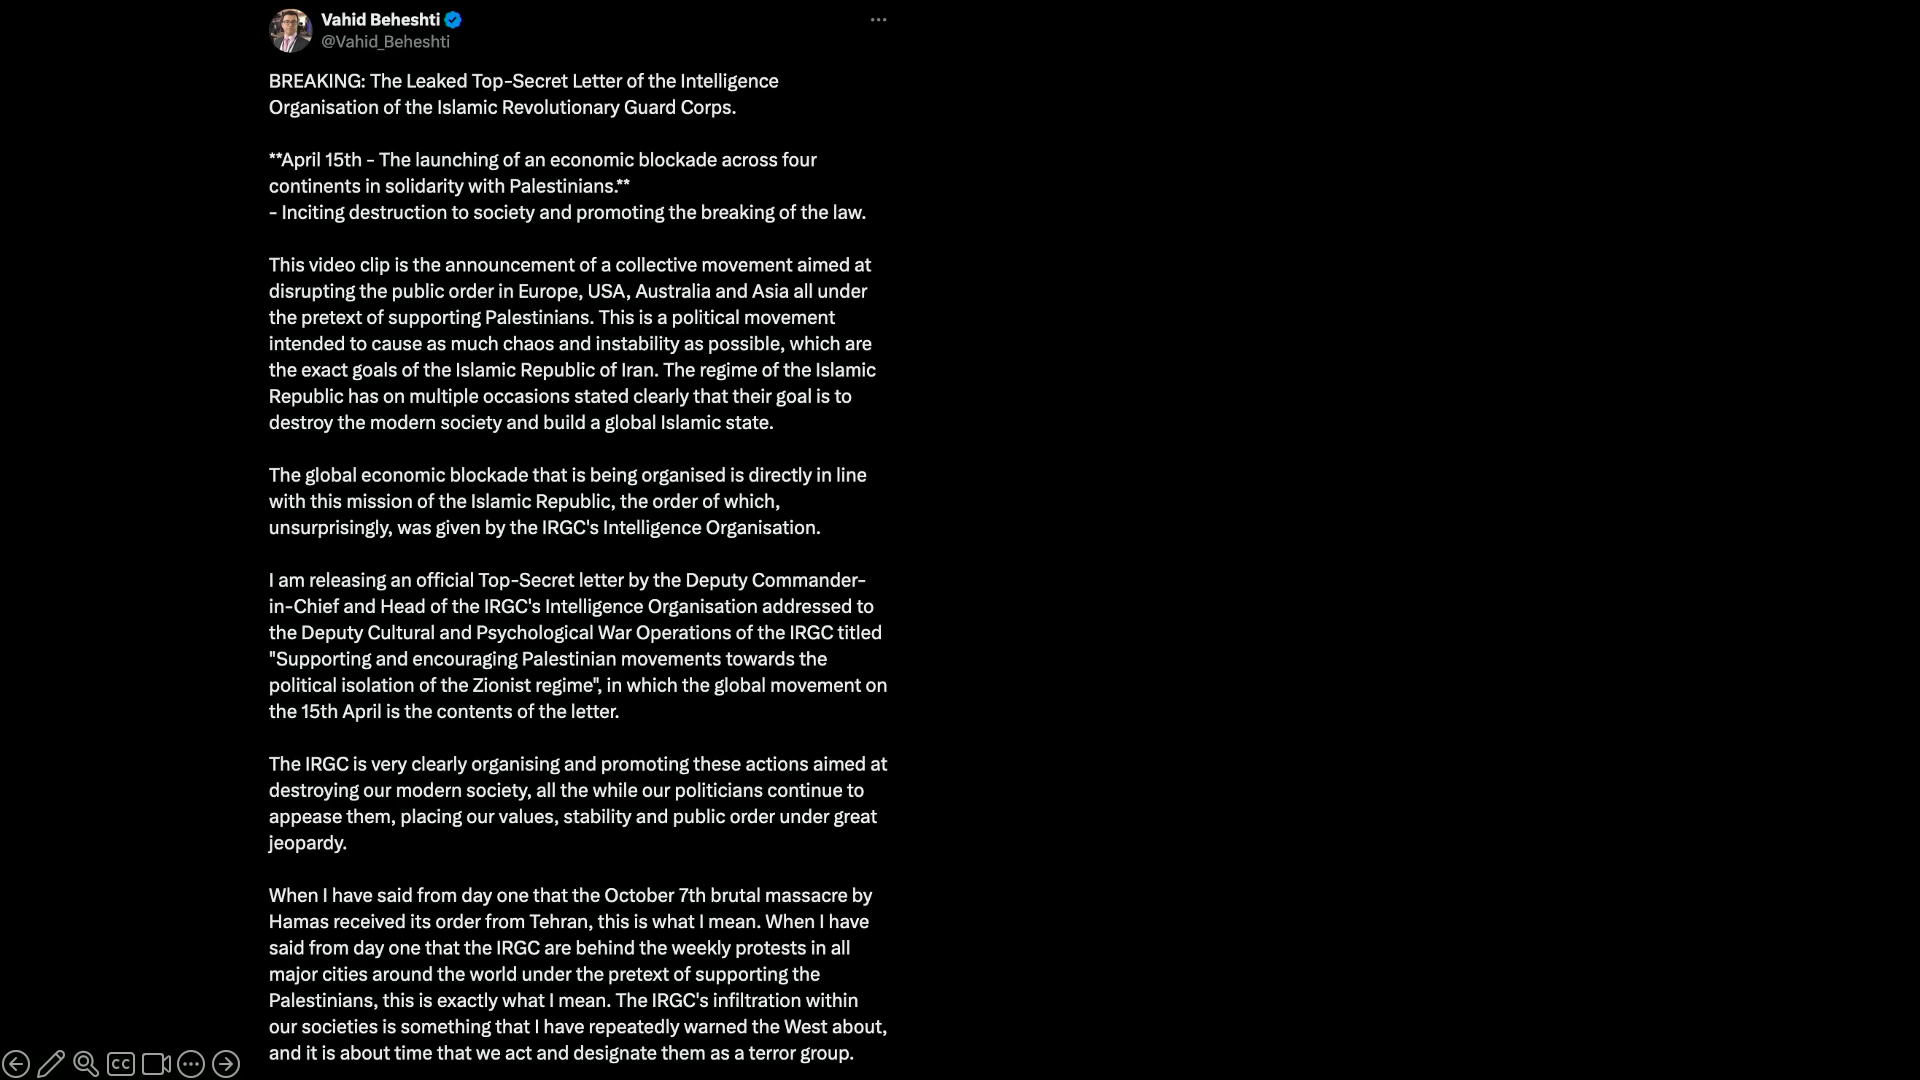 Vahid Beheshti
@Vahid_Beheshti
BREAKING: The Leaked Top-Secret Letter of the Intelligence
Organisation of the Islamic Revolutionary Guard Corps.
**April 15th - The launching of an economic blockade across four
continents in solidarity with Palestinians.**
- Inciting destruction to society and promoting the breaking of the law.
This video clip is the announcement of a collective movement aimed at
disrupting the public order in Europe, USA, Australia and Asia all under
the pretext of supporting Palestinians. This is a political movement
intended to cause as much chaos and instability as possible, which are
the exact goals of the Islamic Republic of Iran. The regime of the Islamic
Republic has on multiple occasions stated clearly that their goal is to
destroy the modern society and build a global Islamic state.
The global economic blockade that is being organised is directly in line
with this mission of the Islamic Republic, the order of which,
unsurprisingly, was given by the IRGC's Intelligence Organisation.
I am releasing an official Top-Secret letter by the Deputy Commander-
in-Chief and Head of the IRGC's Intelligence Organisation addressed to
the Deputy Cultural and Psychological War Operations of the IRGC titled
"Supporting and encouraging Palestinian movements towards the
political isolation of the Zionist regime", in which the global movement on
the 15th April is the contents of the letter.
The IRGC is very clearly organising and promoting these actions aimed at
destroying our modern society, all the while our politicians continue to
appease them, placing our values, stability and public order under great
jeopardy.
When I have said from day one that the October 7th brutal massacre by
Hamas received its order from Tehran, this is what I mean. When I have
said from day one that the IRGC are behind the weekly protests in all
major cities around the world under the pretext of supporting the
Palestinians, this is exactly what I mean. The IRGC's infiltration within
our societies is something that I have repeatedly warned the West about,
and it is about time that we act and designate them as a terror group.
CC